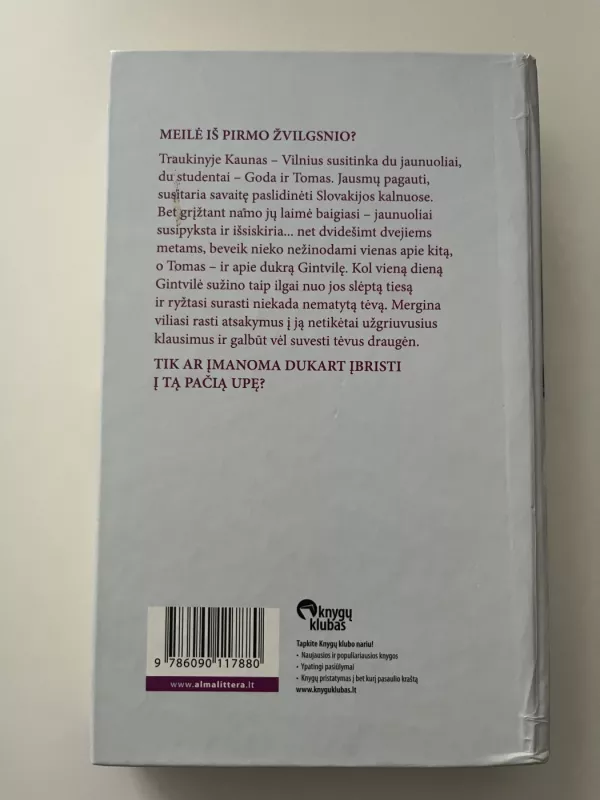 MEILĖ IŠ PIRMO ŽVILGSNIO?
Traukinyje Kaunas – Vilnius susitinka du jaunuoliai,
du studentai – Goda ir Tomas. Jausmų pagauti,
susitaria savaitę paslidinėti Slovakijos kalnuose.
Bet grįžtant namo jų laimė baigiasi – jaunuoliai
susipyksta ir išsiskiria... net dvidešimt dvejiems
metams, beveik nieko nežinodami vienas apie kitą,
o Tomas – ir apie dukrą Gintvilę. Kol vieną dieną
Gintvilė sužino taip ilgai nuo jos slėptą tiesą
ir ryžtasi surasti niekada nematytą tėvą. Mergina
viliasi rasti atsakymus į ją netikėtai užgriuvusius
klausimus ir galbūt vėl suvesti tėvus draugėn.
TIK AR ĮMANOMA DUKART ĮBRISTI
Į TĄ PAČIĄ UPĘ?
9 786090 117880
www.almalittera.lt
knygų
klubas
Tapkite Knygų klubo nariu!
• Naujausios ir populiariausios knygos
• Ypatingi pasiūlymai
• Knygų pristatymas į bet kurį pasaulio kraštą
www.knyguklubas.lt